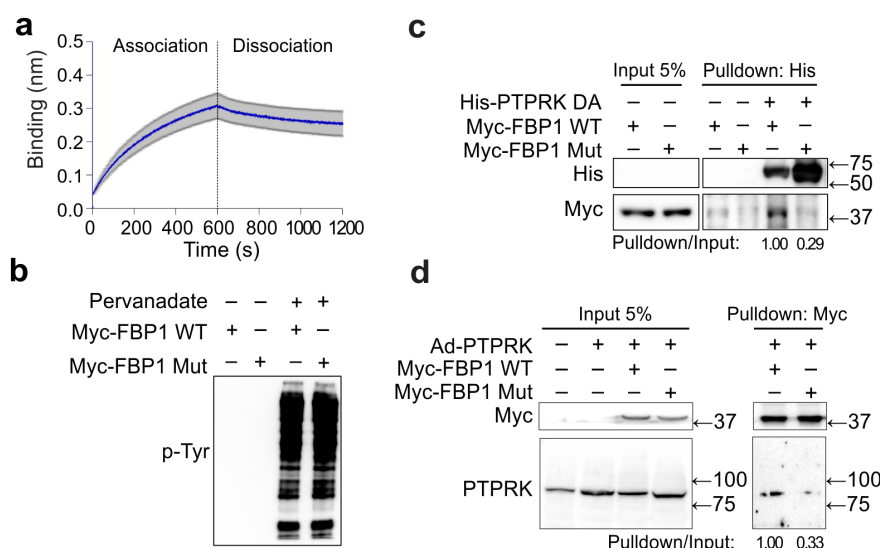 a
0.5
0.4
0.3
0.2
0.1
0.0
Binding (nm)
Association
Dissociation
0 200 400 600 800 1000 1200
Time (s)
b
Pervanadate – – + +
Myc-FBP1 WT + – + –
Myc-FBP1 Mut – + – +
p-Tyr
c
Input 5% Pulldown: His
His-PTPRK DA – – – – + +
Myc-FBP1 WT + – + – + –
Myc-FBP1 Mut – + – + – +
His
←75
←50
Myc
←37
Pulldown/Input: 1.00 0.29
d
Input 5% Pulldown: Myc
Ad-PTPRK – + + + + +
Myc-FBP1 WT – – + – + –
Myc-FBP1 Mut – – – + – +
Myc ←37 ←37
PTPRK
←100 ←100
←75 ←75
Pulldown/Input: 1.00 0.33